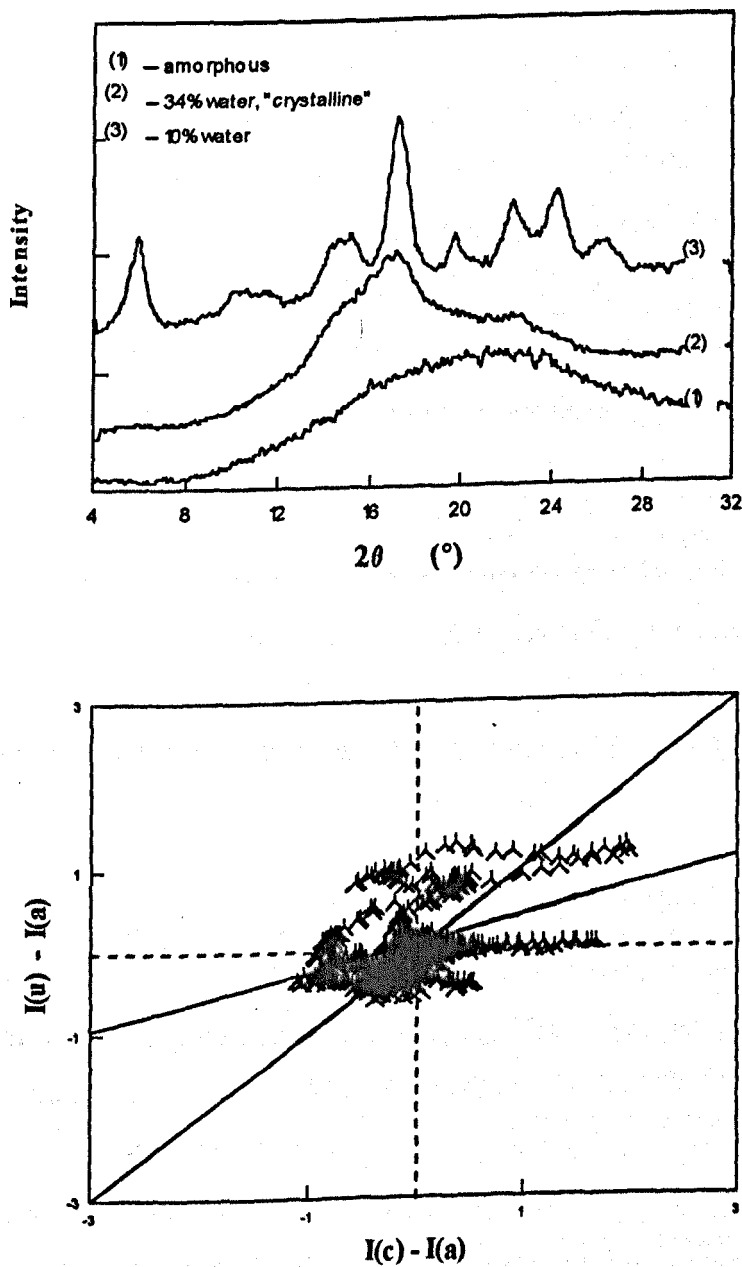 (1) – amorphous
(2) – 34% water, "crystalline"
(3) – 10% water
Intensity
(3)
(2)
(1)
4 8 12 16 20 24 28 32
2θ (°)
3
1
-1
-3
I(u) - I(a)
-3 -1 1 3
I(c) - I(a)